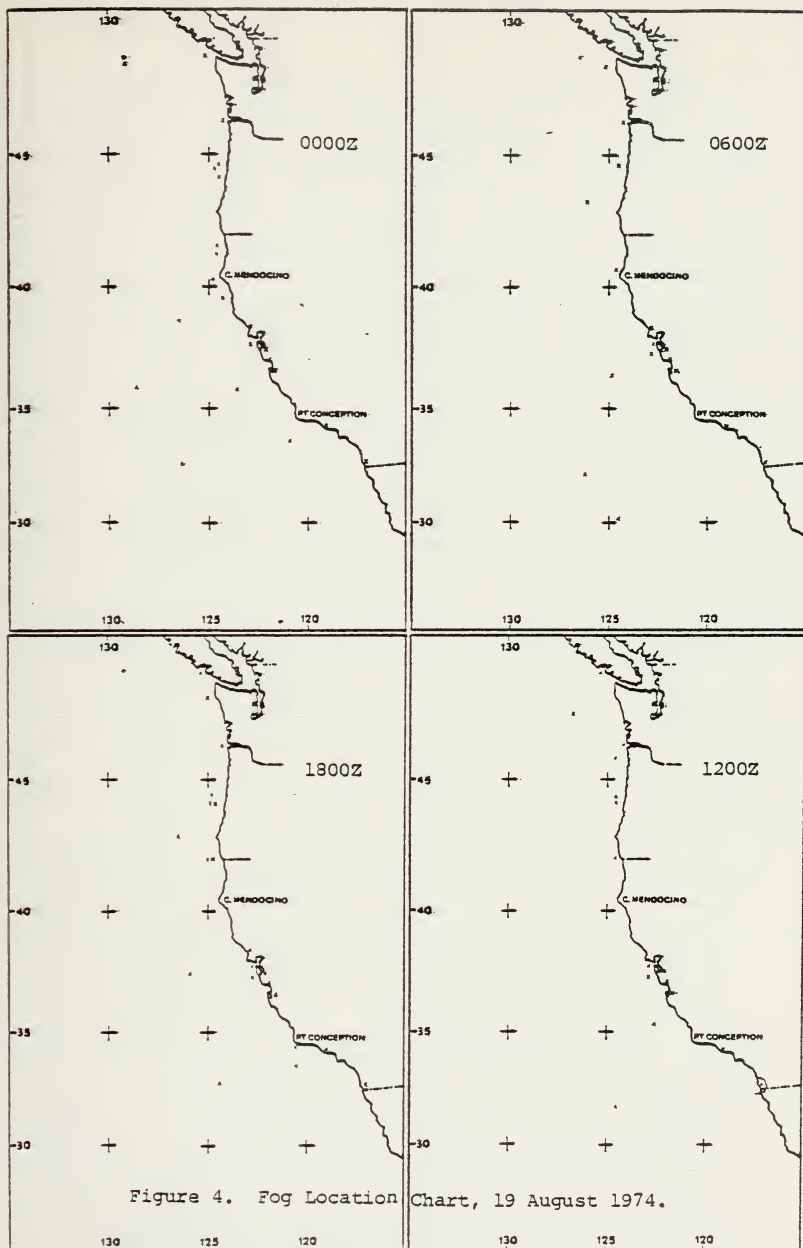 130
130
0000Z
0600Z
45
45
C. MENDOCINO
C. MENDOCINO
40
40
35
35
PT CONCEPTION
PT CONCEPTION
30
30
130 125 120
125 120
130
130
1800Z
1200Z
45
45
C. MENDOCINO
C. MENDOCINO
40
40
35
35
PT CONCEPTION
PT CONCEPTION
30
30
Figure 4. Fog Location Chart, 19 August 1974.
130 125 120
130 125 120